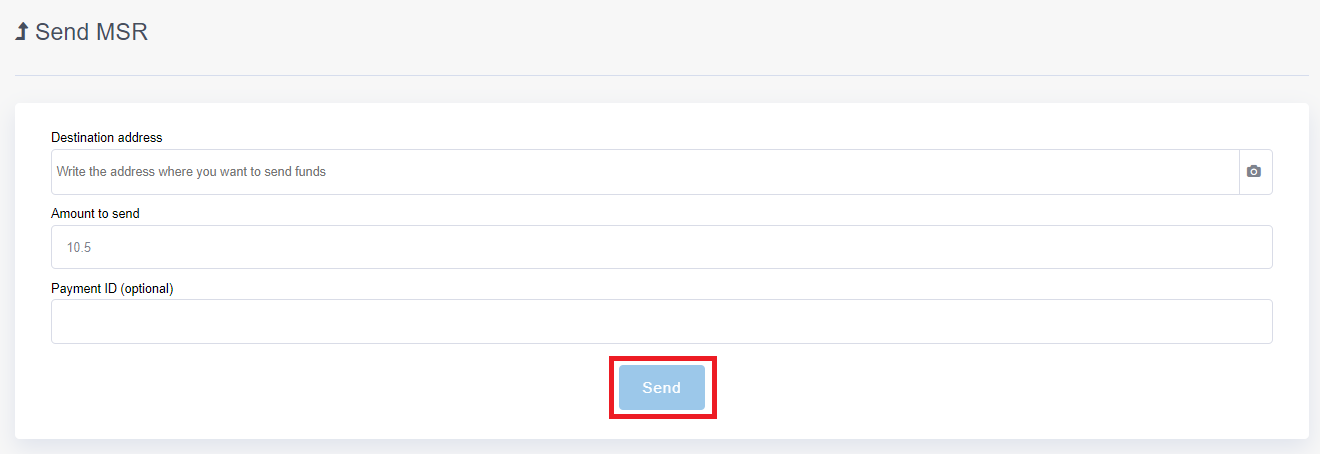 Send MSR
Destination address
Write the address where you want to send funds
Amount to send
10.5
Payment ID (optional)
Send